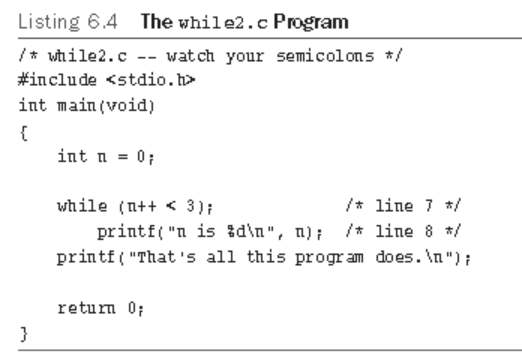 Listing 6.4 The while2.c Program
/* while2.c -- watch your semicolons */
#include <stdio.h>
int main(void)
{
    int n = 0;

    while (n++ < 3);              /* line 7 */
        printf("n is %d\n", n);  /* line 8 */
    printf("That's all this program does.\n");

    return 0;
}